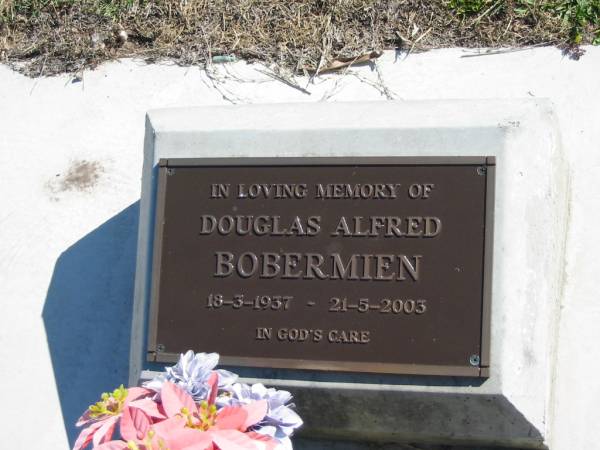 IN LOVING MEMORY OF
DOUGLAS ALFRED
BOBERMIEN
18-3-1937 - 21-5-2003
IN GOD'S CARE